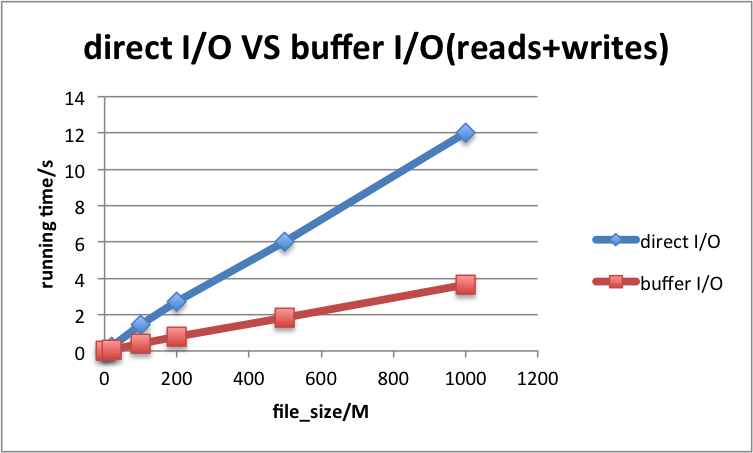 direct I/O VS buffer I/O(reads+writes)
14
12
10
8
6
4
2
0
running time/s
0 200 400 600 800 1000 1200
file_size/M
direct I/O
buffer I/O